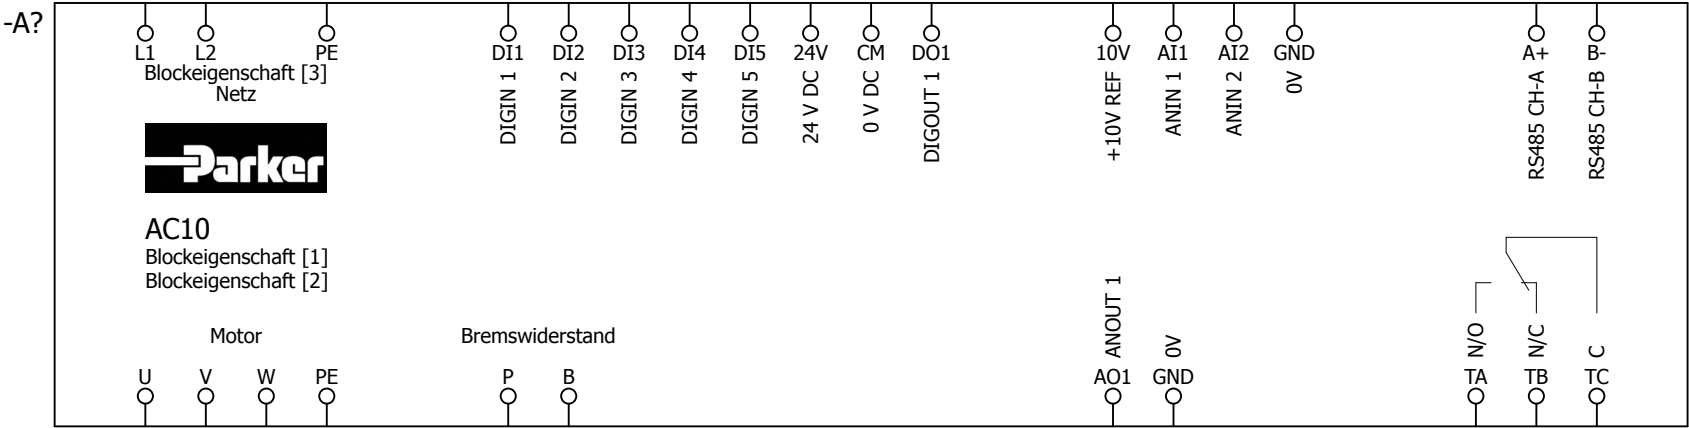 -A?
L1 L2 PE DI1 DI2 DI3 DI4 DI5 24V CM DO1 10V AI1 AI2 GND A+ B-
Blockeigenschaft [3]
Netz
DIGIN 1
DIGIN 2
DIGIN 3
DIGIN 4
DIGIN 5
24 V DC
0 V DC
DIGOUT 1
+10V REF
ANIN 1
ANIN 2
0V
RS485 CH-A
RS485 CH-B
Parker
AC10
Blockeigenschaft [1]
Blockeigenschaft [2]
Motor
Bremswiderstand
ANOUT 1
0V
N/O
N/C
C
U V W PE P B AO1 GND TA TB TC